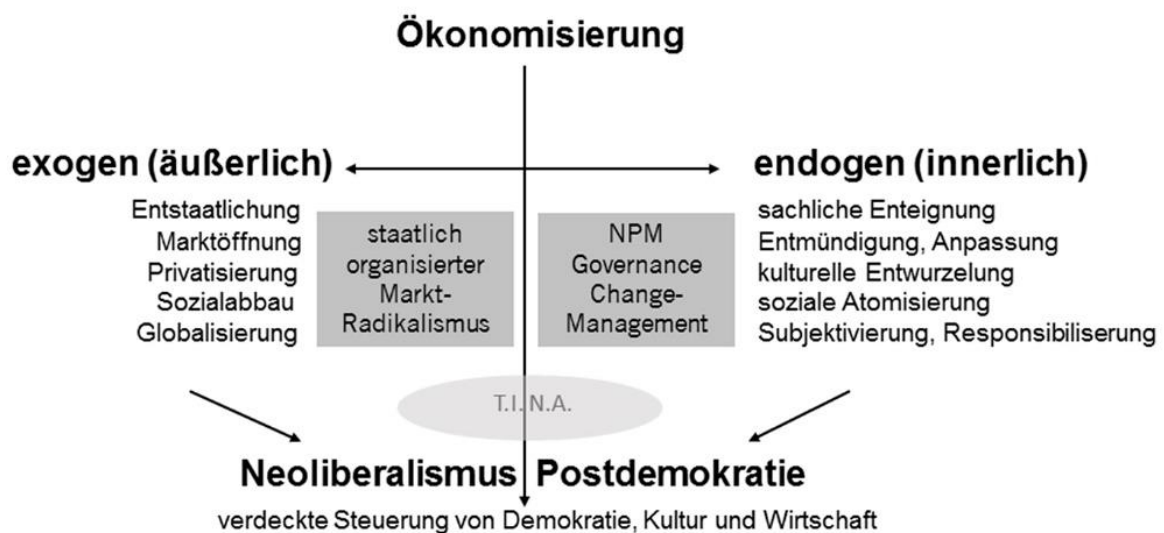 Ökonomisierung
exogen (äußerlich)
Entstaatlichung
Marktöffnung
Privatisierung
Sozialabbau
Globalisierung
staatlich
organisierter
Markt-
Radikalismus
NPM
Governance
Change-
Management
endogen (innerlich)
sachliche Enteignung
Entmündigung, Anpassung
kulturelle Entwurzelung
soziale Atomisierung
Subjektivierung, Responsibiliserung
T.I.N.A.
Neoliberalismus Postdemokratie
verdeckte Steuerung von Demokratie, Kultur und Wirtschaft